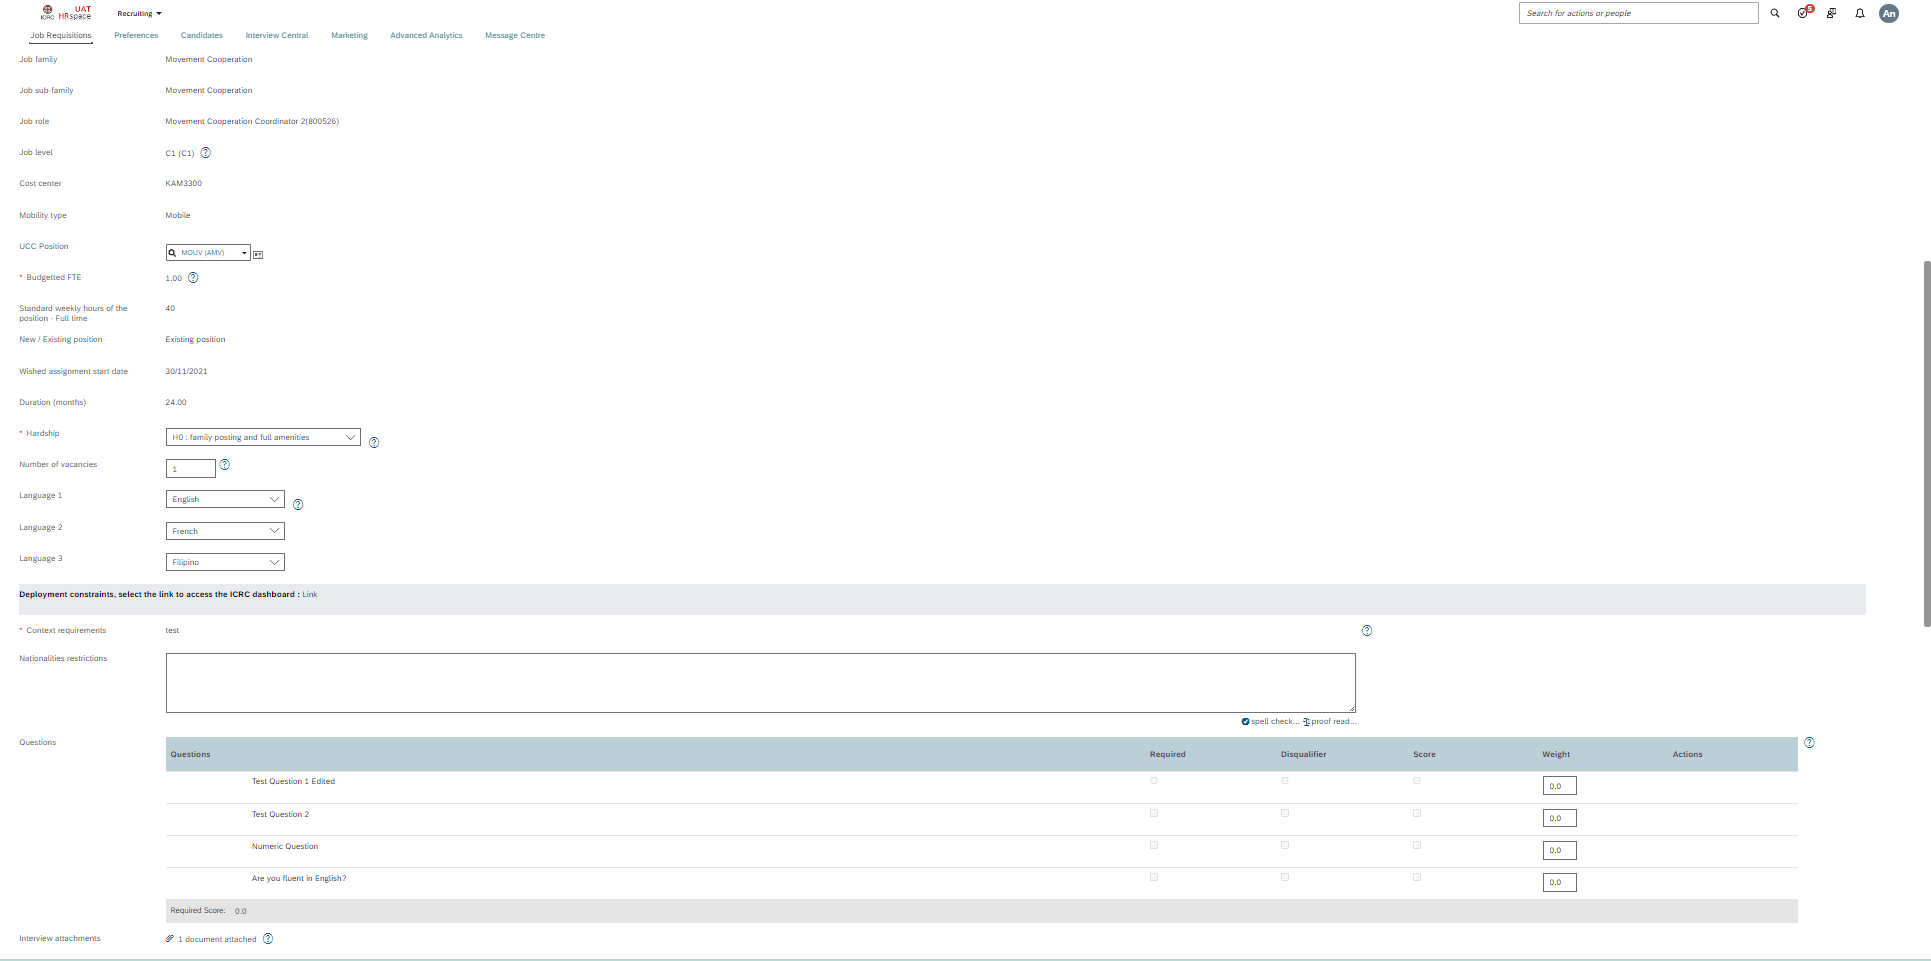 UAT
ICRC HRspace
Recruiting
Search for actions or people
5
An
Job Requisitions Preferences Candidates Interview Central Marketing Advanced Analytics Message Centre
Job family Movement Cooperation
Job sub-family Movement Cooperation
Job role Movement Cooperation Coordinator 2(800526)
Job level C1 (C1) ?
Cost center KAM3300
Mobility type Mobile
UCC Position MOUV (AMV)
* Budgetted FTE 1.00 ?
Standard weekly hours of the 40
position - Full time
New / Existing position Existing position
Wished assignment start date 30/11/2021
Duration (months) 24.00
* Hardship H0 : family posting and full amenities ?
Number of vacancies 1 ?
Language 1 English ?
Language 2 French
Language 3 Filipino
Deployment constraints, select the link to access the ICRC dashboard : Link
* Context requirements test ?
Nationalities restrictions
spell check... proof read...
Questions ?
Questions Required Disqualifier Score Weight Actions
Test Question 1 Edited 0.0
Test Question 2 0.0
Numeric Question 0.0
Are you fluent in English? 0.0
Required Score: 0.0
Interview attachments 1 document attached ?